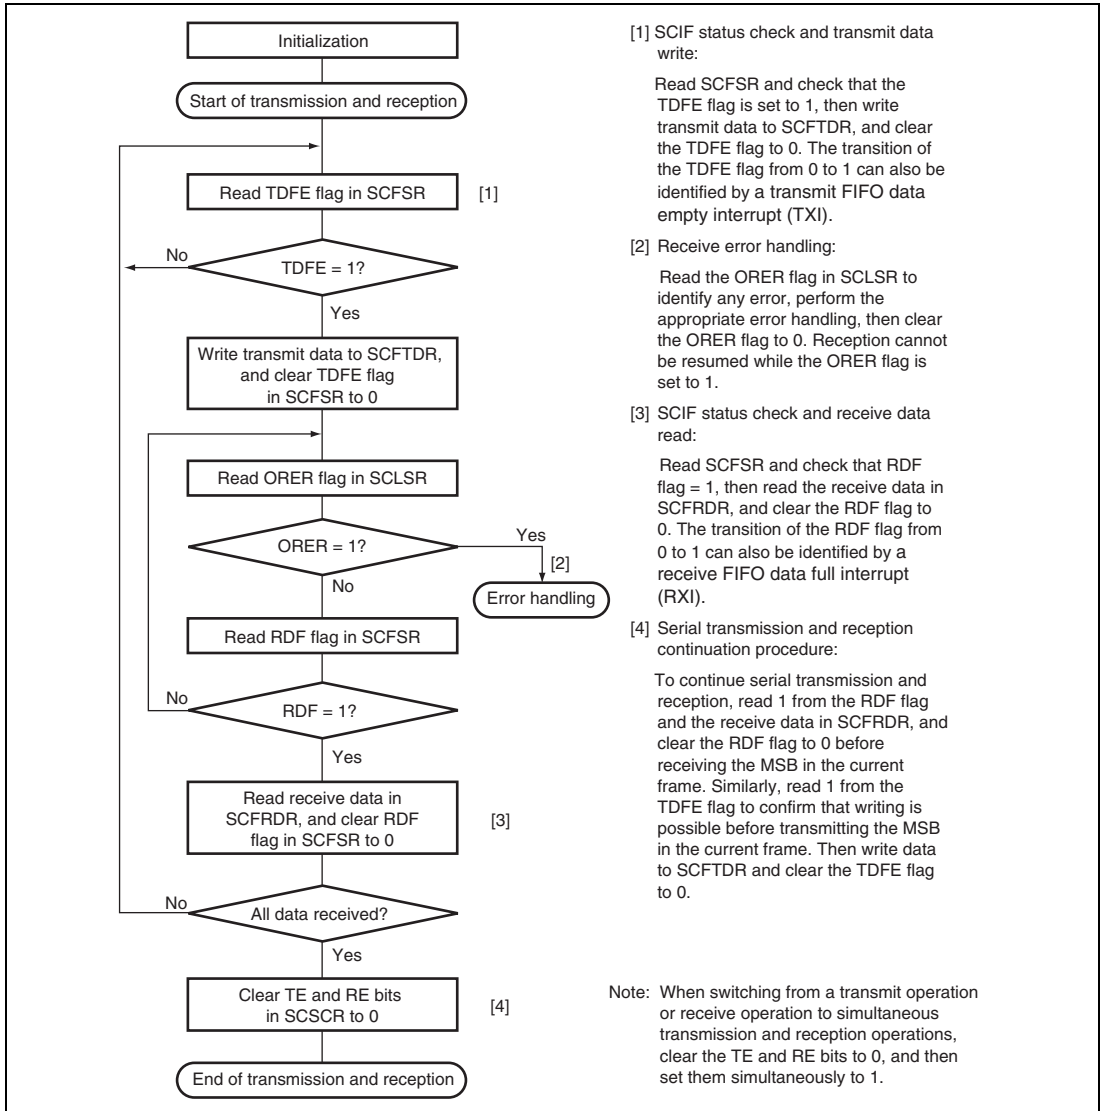 Initialization
Start of transmission and reception
Read TDFE flag in SCFSR
[1]
No
TDFE = 1?
Yes
Write transmit data to SCFTDR,
and clear TDFE flag
in SCFSR to 0
Read ORER flag in SCLSR
ORER = 1?
Yes
[2]
No
Error handling
Read RDF flag in SCFSR
No
RDF = 1?
Yes
Read receive data in
SCFRDR, and clear RDF
flag in SCFSR to 0
[3]
No
All data received?
Yes
Clear TE and RE bits
in SCSCR to 0
[4]
End of transmission and reception
[1] SCIF status check and transmit data
write:
Read SCFSR and check that the
TDFE flag is set to 1, then write
transmit data to SCFTDR, and clear
the TDFE flag to 0. The transition of
the TDFE flag from 0 to 1 can also be
identified by a transmit FIFO data
empty interrupt (TXI).
[2] Receive error handling:
Read the ORER flag in SCLSR to
identify any error, perform the
appropriate error handling, then clear
the ORER flag to 0. Reception cannot
be resumed while the ORER flag is
set to 1.
[3] SCIF status check and receive data
read:
Read SCFSR and check that RDF
flag = 1, then read the receive data in
SCFRDR, and clear the RDF flag to
0. The transition of the RDF flag from
0 to 1 can also be identified by a
receive FIFO data full interrupt
(RXI).
[4] Serial transmission and reception
continuation procedure:
To continue serial transmission and
reception, read 1 from the RDF flag
and the receive data in SCFRDR, and
clear the RDF flag to 0 before
receiving the MSB in the current
frame. Similarly, read 1 from the
TDFE flag to confirm that writing is
possible before transmitting the MSB
in the current frame. Then write data
to SCFTDR and clear the TDFE flag
to 0.
Note: When switching from a transmit operation
or receive operation to simultaneous
transmission and reception operations,
clear the TE and RE bits to 0, and then
set them simultaneously to 1.